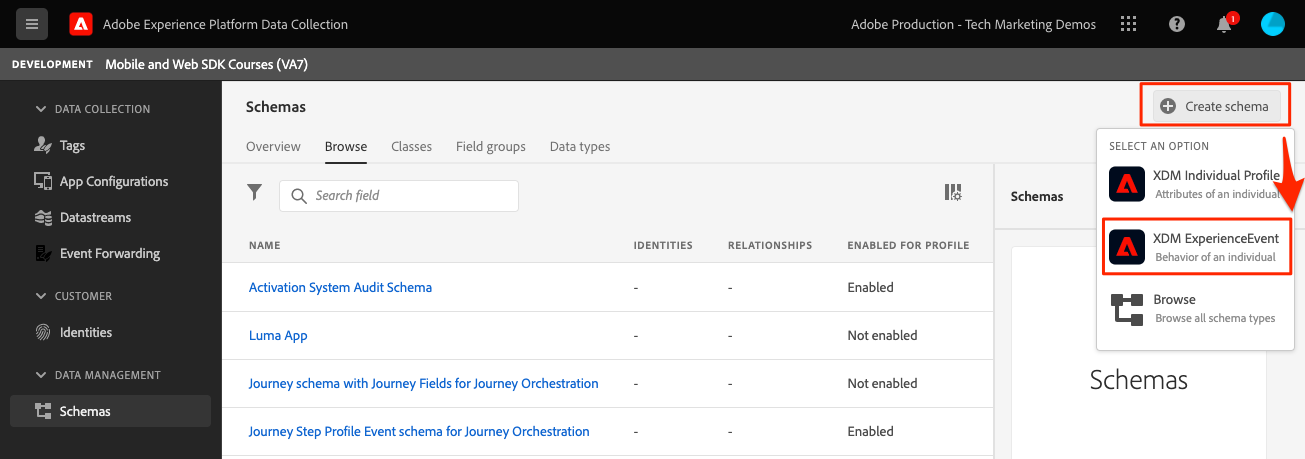 Adobe Experience Platform Data Collection
Adobe Production - Tech Marketing Demos
1
DEVELOPMENT Mobile and Web SDK Courses (VA7)
DATA COLLECTION
Tags
App Configurations
Datastreams
Event Forwarding
CUSTOMER
Identities
DATA MANAGEMENT
Schemas
Schemas
Create schema
Overview Browse Classes Field groups Data types
Search field
NAME IDENTITIES RELATIONSHIPS ENABLED FOR PROFILE
Activation System Audit Schema - - Enabled
Luma App - - Not enabled
Journey schema with Journey Fields for Journey Orchestration - - Not enabled
Journey Step Profile Event schema for Journey Orchestration - - Enabled
Schemas
SELECT AN OPTION
XDM Individual Profile
Attributes of an individual
XDM ExperienceEvent
Behavior of an individual
Browse
Browse all schema types
Schemas